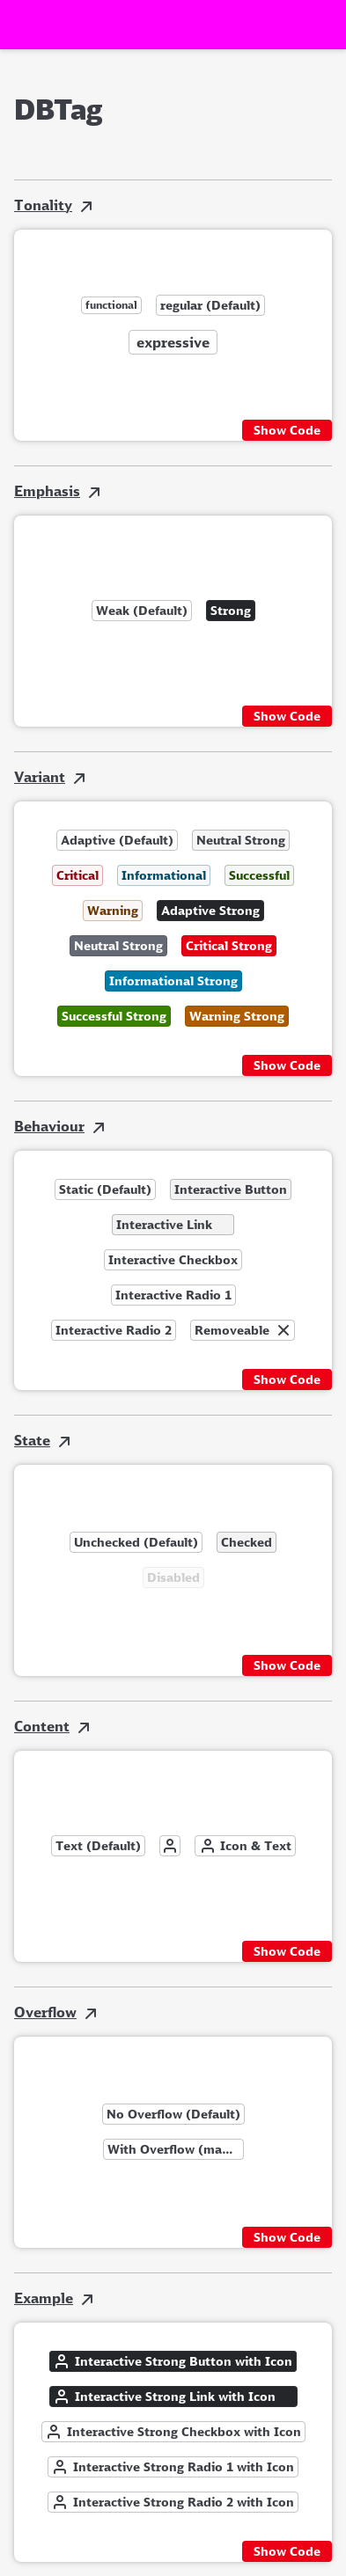 DBTag
Tonality
functional
regular (Default)
expressive
Show Code
Emphasis
Weak (Default)
Strong
Show Code
Variant
Adaptive (Default)
Neutral Strong
Critical
Informational
Successful
Warning
Adaptive Strong
Neutral Strong
Critical Strong
Informational Strong
Successful Strong
Warning Strong
Show Code
Behaviour
Static (Default)
Interactive Button
Interactive Link
Interactive Checkbox
Interactive Radio 1
Interactive Radio 2
Removeable
Show Code
State
Unchecked (Default)
Checked
Disabled
Show Code
Content
Text (Default)
Icon & Text
Show Code
Overflow
No Overflow (Default)
With Overflow (ma...
Show Code
Example
Interactive Strong Button with Icon
Interactive Strong Link with Icon
Interactive Strong Checkbox with Icon
Interactive Strong Radio 1 with Icon
Interactive Strong Radio 2 with Icon
Show Code